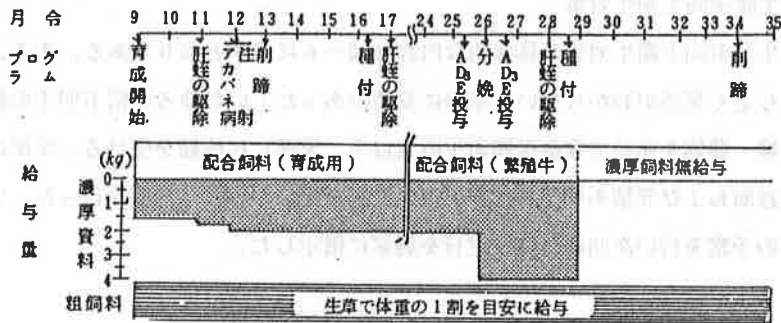 月令 9 10 11 12 13 14 15 16 17 24 25 26 27 28 29 30 31 32 33 34 35
プログラム
育成開始
肝蛭の駆除
アカバネ病注射
削蹄
種付
肝蛭の駆除
AD₃E投与
分娩
AD₃E投与
肝蛭の駆除
種付
削蹄
給与量
(kg)
配合飼料(育成用)
配合飼料(繁殖牛)
濃厚飼料無給与
濃厚資料
0
1
2
3
4
粗飼料
生草で体重の1割を目安に給与